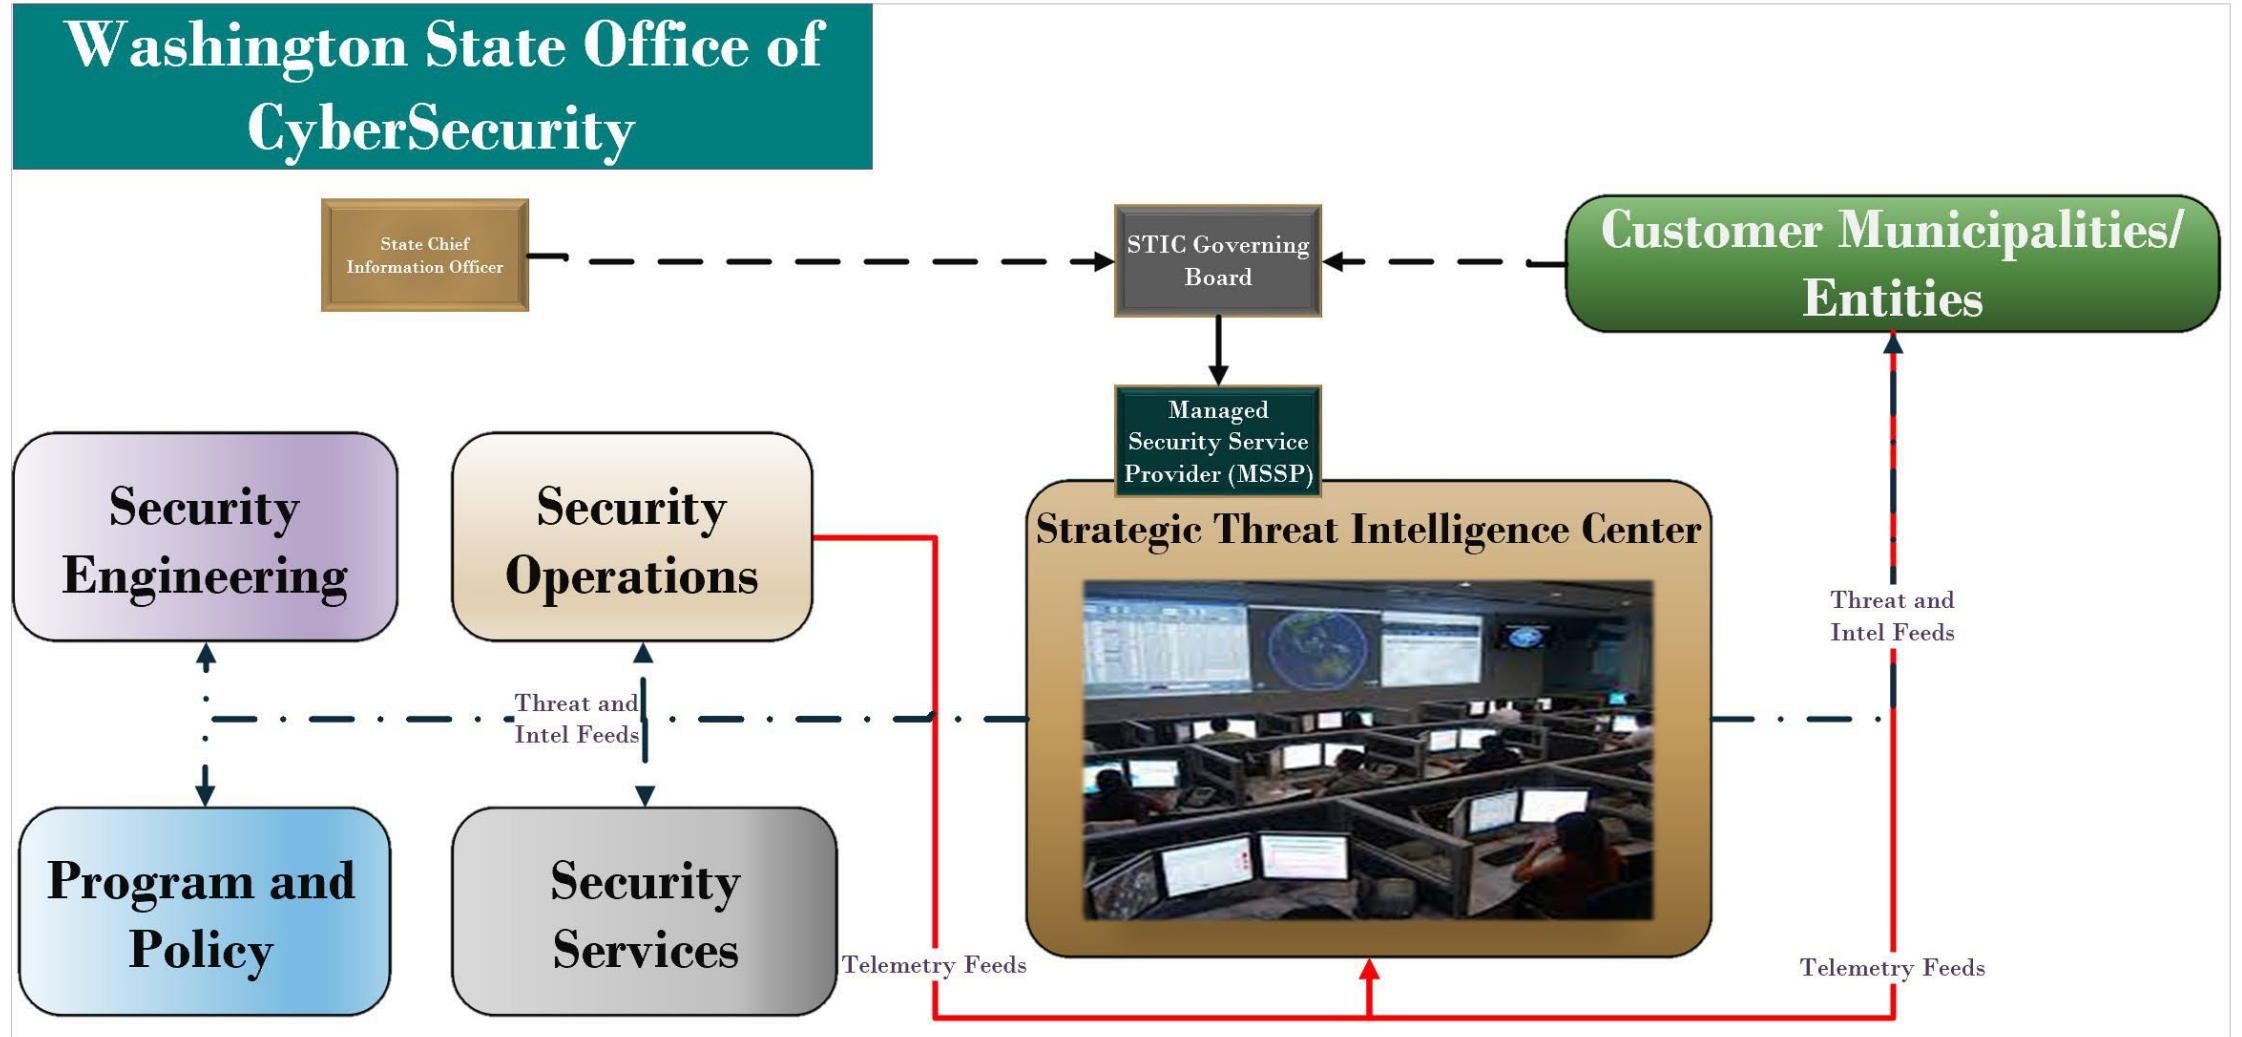 Washington State Office of
CyberSecurity
State Chief
Information Officer
STIC Governing
Board
Customer Municipalities/
Entities
Managed
Security Service
Provider (MSSP)
Security
Engineering
Security
Operations
Strategic Threat Intelligence Center
Threat and
Intel Feeds
Threat and
Intel Feeds
Program and
Policy
Security
Services
Telemetry Feeds
Telemetry Feeds